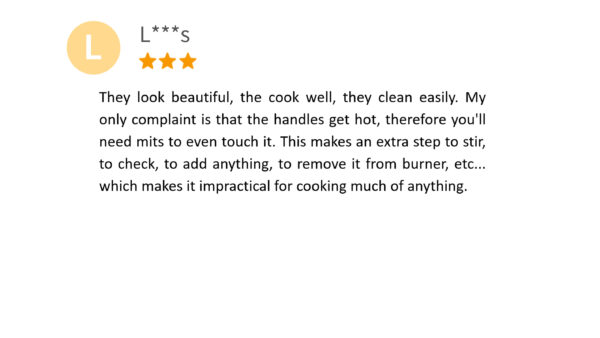 L
L***s
They look beautiful, the cook well, they clean easily. My
only complaint is that the handles get hot, therefore you'll
need mits to even touch it. This makes an extra step to stir,
to check, to add anything, to remove it from burner, etc...
which makes it impractical for cooking much of anything.